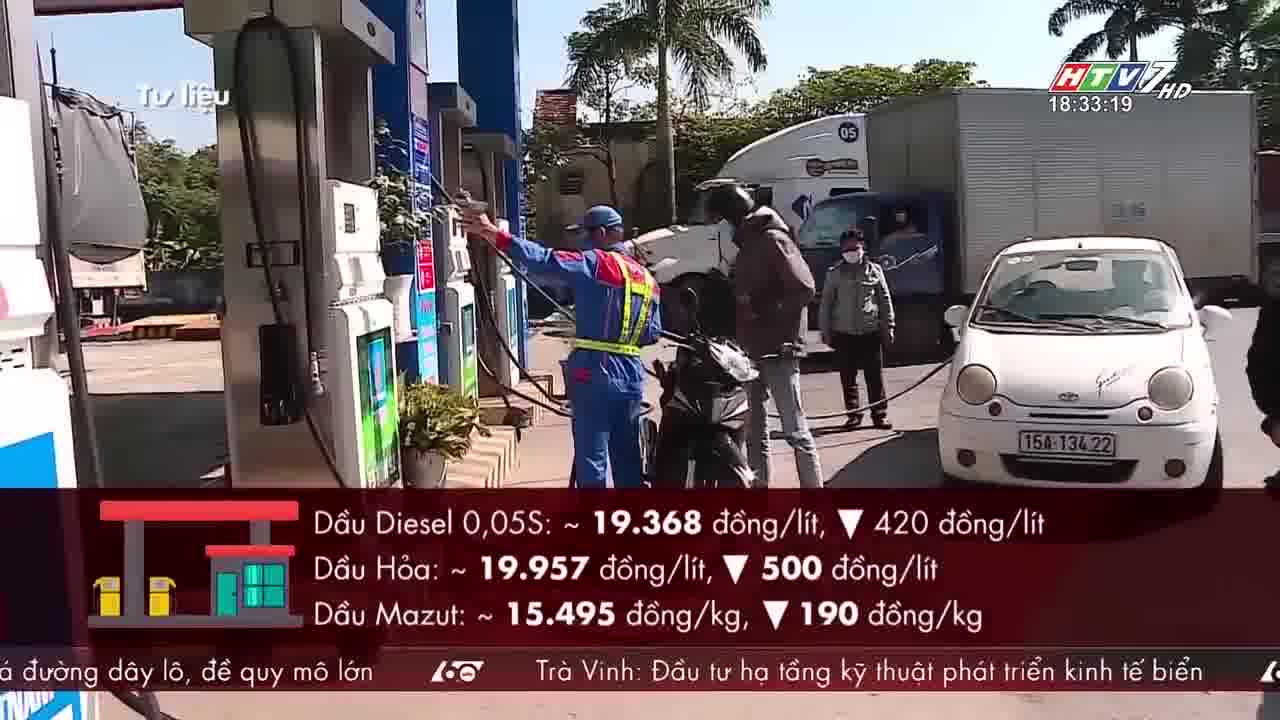 Tư liệu
HTV7 HD
18:33:19
05
15A-134.22
Dầu Diesel 0,05S: ~ 19.368 đồng/lít, ▼ 420 đồng/lít
Dầu Hỏa: ~ 19.957 đồng/lít, ▼ 500 đồng/lít
Dầu Mazut: ~ 15.495 đồng/kg, ▼ 190 đồng/kg
á đường dây lô, đề quy mô lớn 60 Trà Vinh: Đầu tư hạ tầng kỹ thuật phát triển kinh tế biển